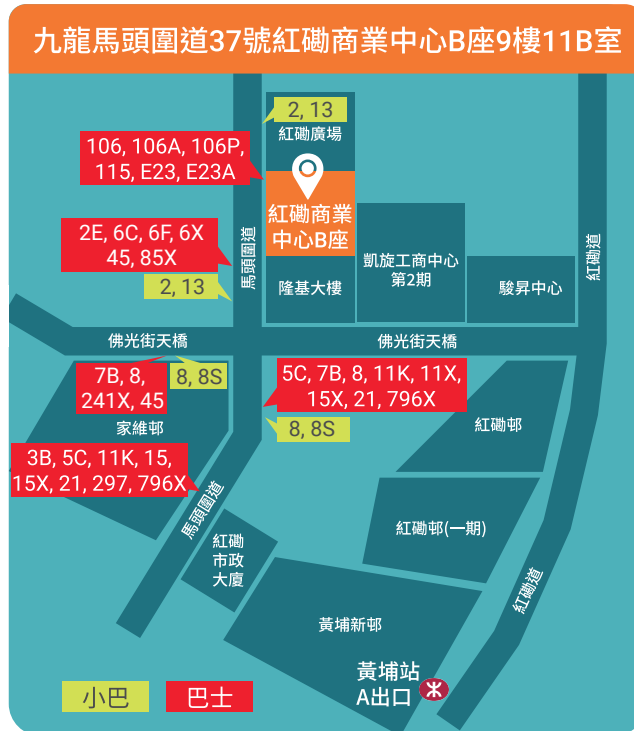 九龍馬頭圍道37號紅磡商業中心B座9樓11B室
2, 13
紅磡廣場
106, 106A, 106P,
115, E23, E23A
紅磡商業
中心B座
2E, 6C, 6F, 6X
45, 85X
2, 13
馬頭圍道
隆基大樓
凱旋工商中心
第2期
駿昇中心
紅磡道
佛光街天橋
佛光街天橋
7B, 8,
241X, 45
8, 8S
5C, 7B, 8, 11K, 11X,
15X, 21, 796X
8, 8S
家維邨
紅磡邨
3B, 5C, 11K, 15,
15X, 21, 297, 796X
馬頭圍道
紅磡
市政
大廈
紅磡邨(一期)
紅磡道
黃埔新邨
黃埔站
A出口
小巴
巴士